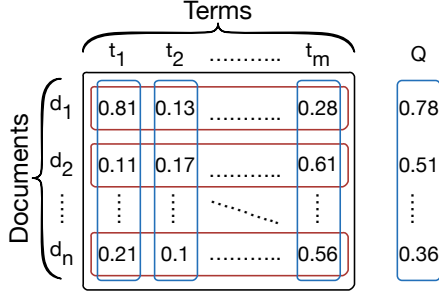 Terms
t1 t2 ........... tm Q
Documents
d1 0.81 0.13 ........... 0.28 0.78
d2 0.11 0.17 ........... 0.61 0.51
dn 0.21 0.1 ........... 0.56 0.36